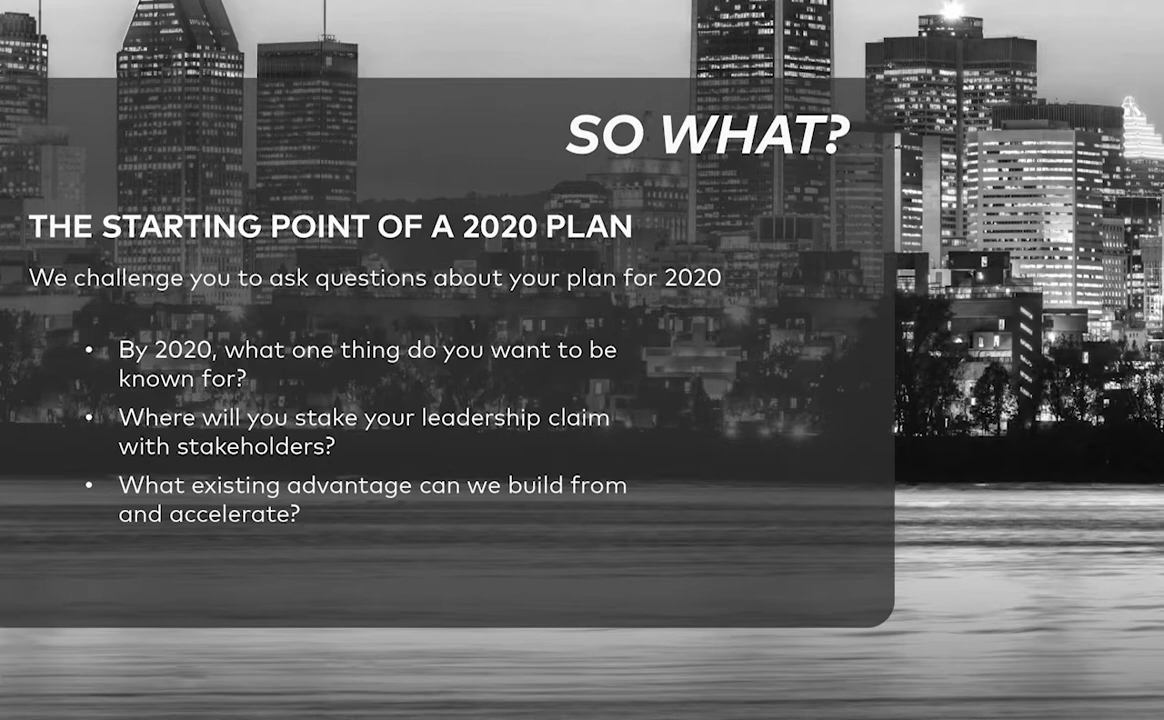 SO WHAT?
THE STARTING POINT OF A 2020 PLAN
We challenge you to ask questions about your plan for 2020
• By 2020, what one thing do you want to be
known for?
• Where will you stake your leadership claim
with stakeholders?
• What existing advantage can we build from
and accelerate?